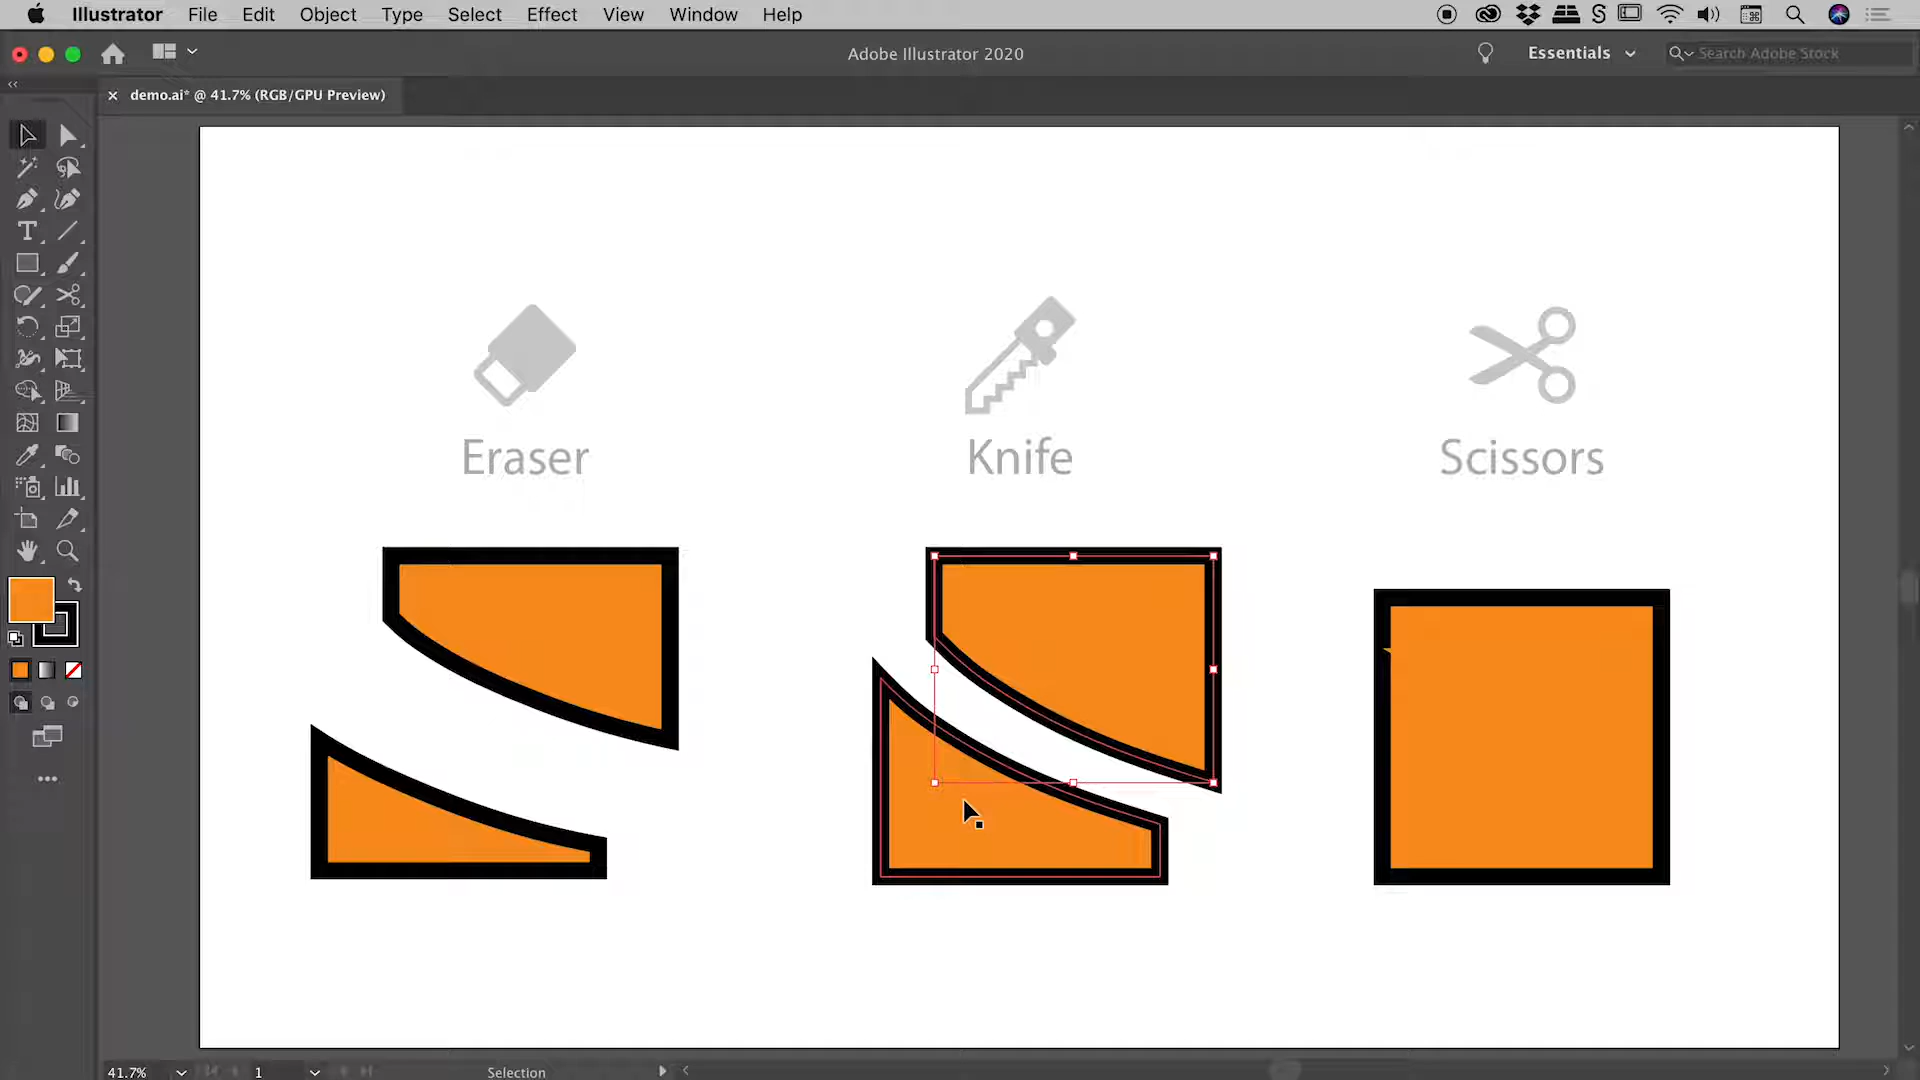 Illustrator File Edit Object Type Select Effect View Window Help
Adobe Illustrator 2020
Essentials
Search Adobe Stock
demo.ai* @ 41.7% (RGB/GPU Preview)
Eraser
Knife
Scissors
41.7%
1
Selection